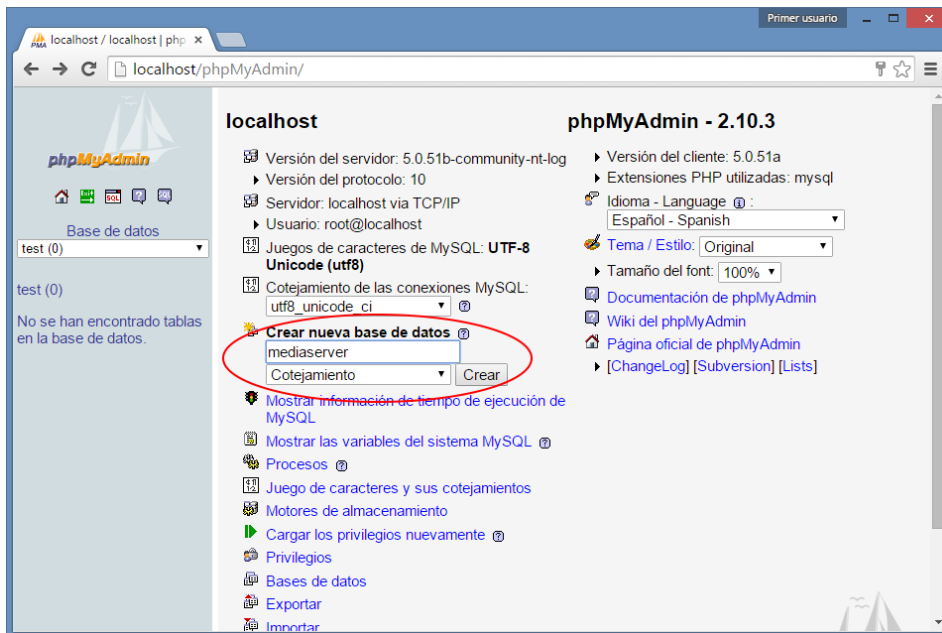 Primer usuario
localhost / localhost | php
localhost/phpMyAdmin/
phpMyAdmin
Base de datos
test (0)
test (0)
No se han encontrado tablas
en la base de datos.
localhost
Versión del servidor: 5.0.51b-community-nt-log
Versión del protocolo: 10
Servidor: localhost via TCP/IP
Usuario: root@localhost
Juegos de caracteres de MySQL: UTF-8
Unicode (utf8)
Cotejamiento de las conexiones MySQL:
utf8_unicode_ci
Crear nueva base de datos
mediaserver
Cotejamiento
Crear
Mostrar información de tiempo de ejecución de
MySQL
Mostrar las variables del sistema MySQL
Procesos
Juego de caracteres y sus cotejamientos
Motores de almacenamiento
Cargar los privilegios nuevamente
Privilegios
Bases de datos
Exportar
Importar
phpMyAdmin - 2.10.3
Versión del cliente: 5.0.51a
Extensiones PHP utilizadas: mysql
Idioma - Language :
Español - Spanish
Tema / Estilo: Original
Tamaño del font: 100%
Documentación de phpMyAdmin
Wiki del phpMyAdmin
Página oficial de phpMyAdmin
[ChangeLog] [Subversion] [Lists]